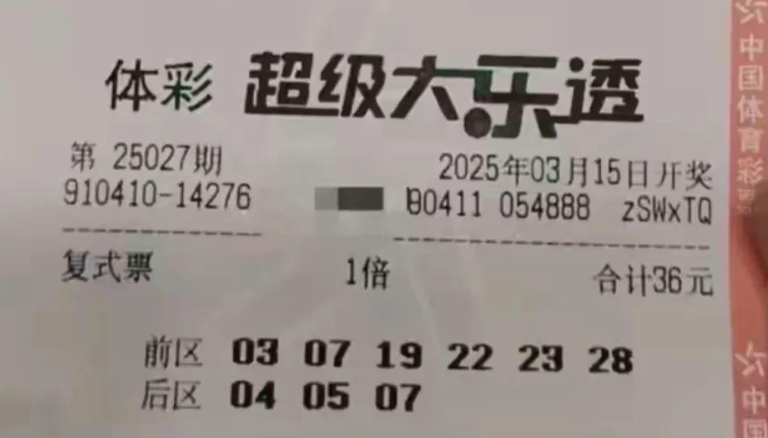 体彩 超级大乐透
第 25027期 2025年03月15日开奖
910410-14276 80411 054888 zSWxTQ
复式票 1倍 合计36元
前区 03 07 19 22 23 28
后区 04 05 07
中国体育彩
中国